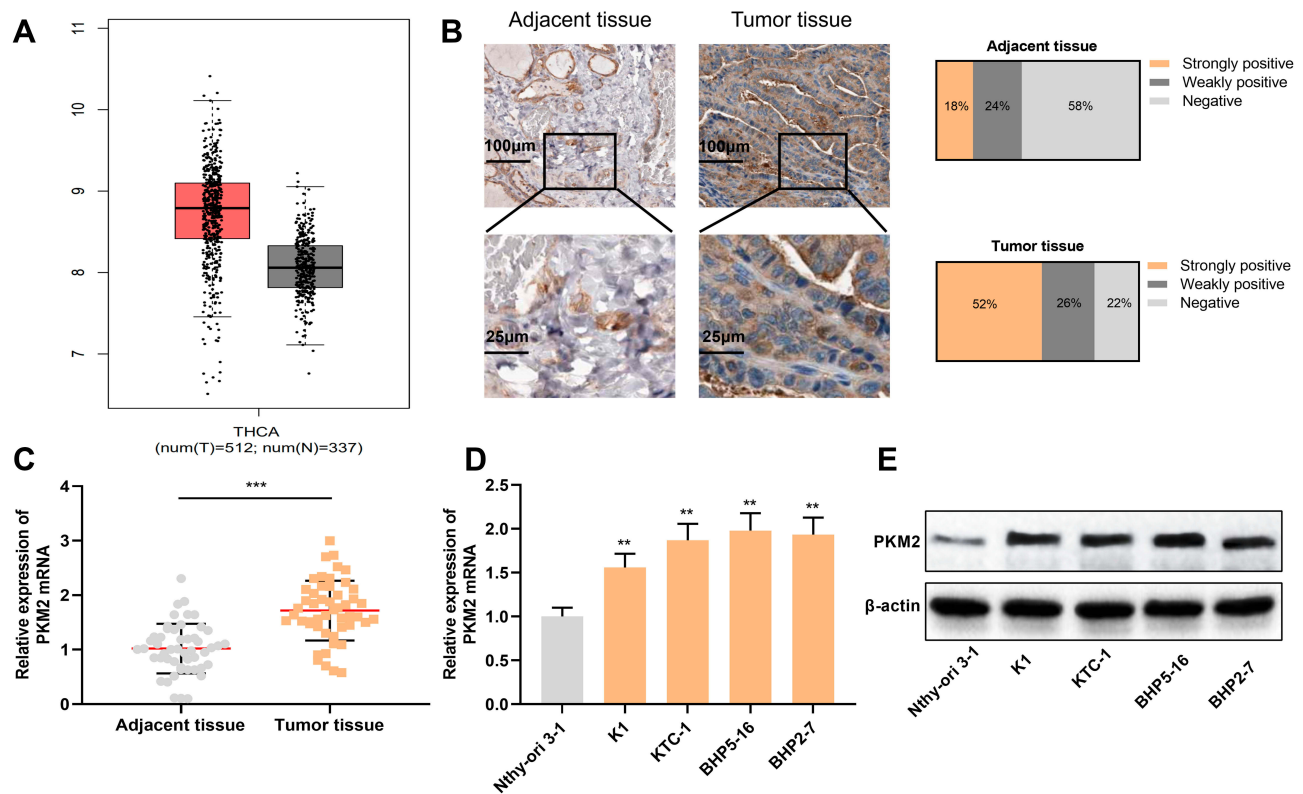 A
11
10
9
8
7
THCA
(num(T)=512; num(N)=337)
B
Adjacent tissue
Tumor tissue
100μm
100μm
25μm
25μm
Adjacent tissue
18%
24%
58%
Strongly positive
Weakly positive
Negative
Tumor tissue
52%
26%
22%
Strongly positive
Weakly positive
Negative
C
Relative expression of
PKM2 mRNA
4
3
2
1
0
***
Adjacent tissue
Tumor tissue
D
Relative expression of
PKM2 mRNA
2.5
2.0
1.5
1.0
0.5
0.0
**
**
**
**
Nthy-ori 3-1
K1
KTC-1
BHP5-16
BHP2-7
E
PKM2
β-actin
Nthy-ori 3-1
K1
KTC-1
BHP5-16
BHP2-7